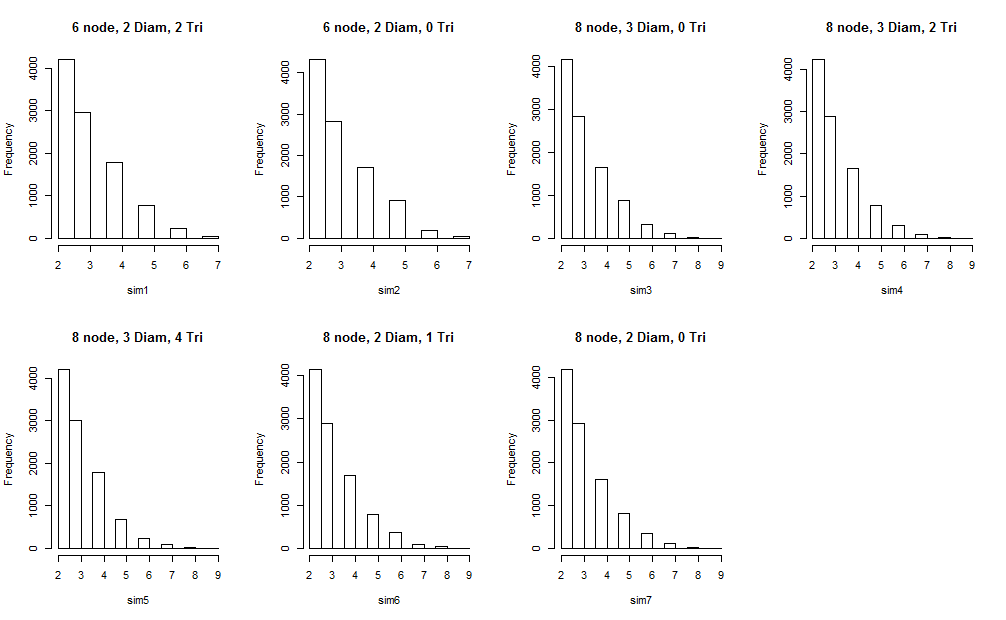 6 node, 2 Diam, 2 Tri
Frequency
0 1000 2000 3000 4000
2 3 4 5 6 7
sim1
6 node, 2 Diam, 0 Tri
Frequency
0 1000 2000 3000 4000
2 3 4 5 6 7
sim2
8 node, 3 Diam, 0 Tri
Frequency
0 1000 2000 3000 4000
2 3 4 5 6 7 8 9
sim3
8 node, 3 Diam, 2 Tri
Frequency
0 1000 2000 3000 4000
2 3 4 5 6 7 8 9
sim4
8 node, 3 Diam, 4 Tri
Frequency
0 1000 2000 3000 4000
2 3 4 5 6 7 8 9
sim5
8 node, 2 Diam, 1 Tri
Frequency
0 1000 2000 3000 4000
2 3 4 5 6 7 8 9
sim6
8 node, 2 Diam, 0 Tri
Frequency
0 1000 2000 3000 4000
2 3 4 5 6 7 8 9
sim7